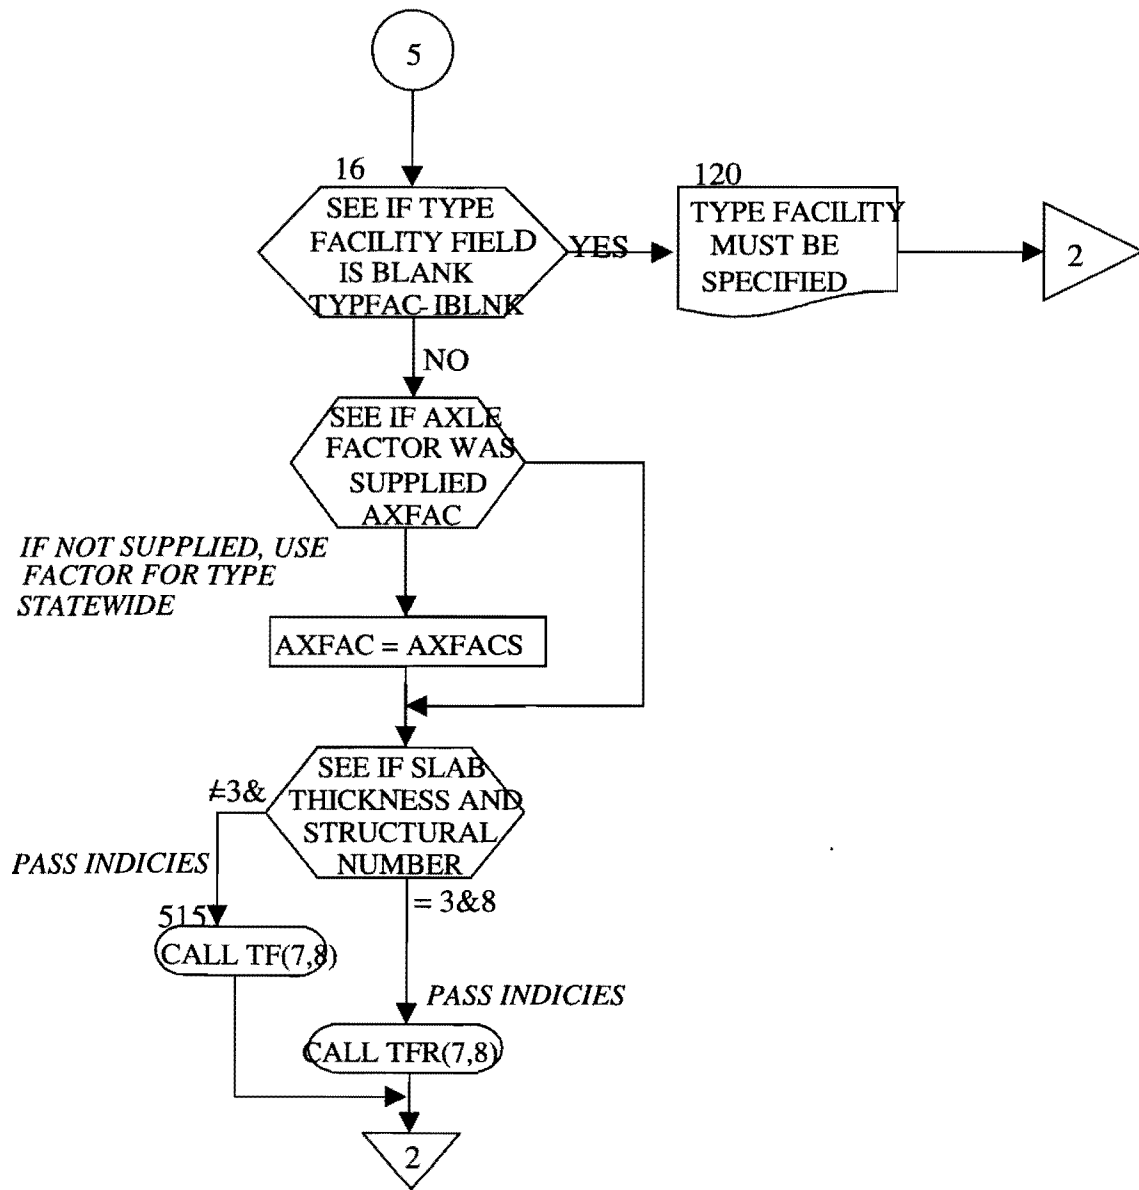 5
16
SEE IF TYPE
FACILITY FIELD
IS BLANK
TYPFAC-IBLNK
YES
120
TYPE FACILITY
MUST BE
SPECIFIED
2
NO
SEE IF AXLE
FACTOR WAS
SUPPLIED
AXFAC
IF NOT SUPPLIED, USE
FACTOR FOR TYPE
STATEWIDE
AXFAC = AXFACS
SEE IF SLAB
THICKNESS AND
STRUCTURAL
NUMBER
≠3&
PASS INDICIES
= 3&8
515
CALL TF(7,8)
PASS INDICIES
CALL TFR(7,8)
2